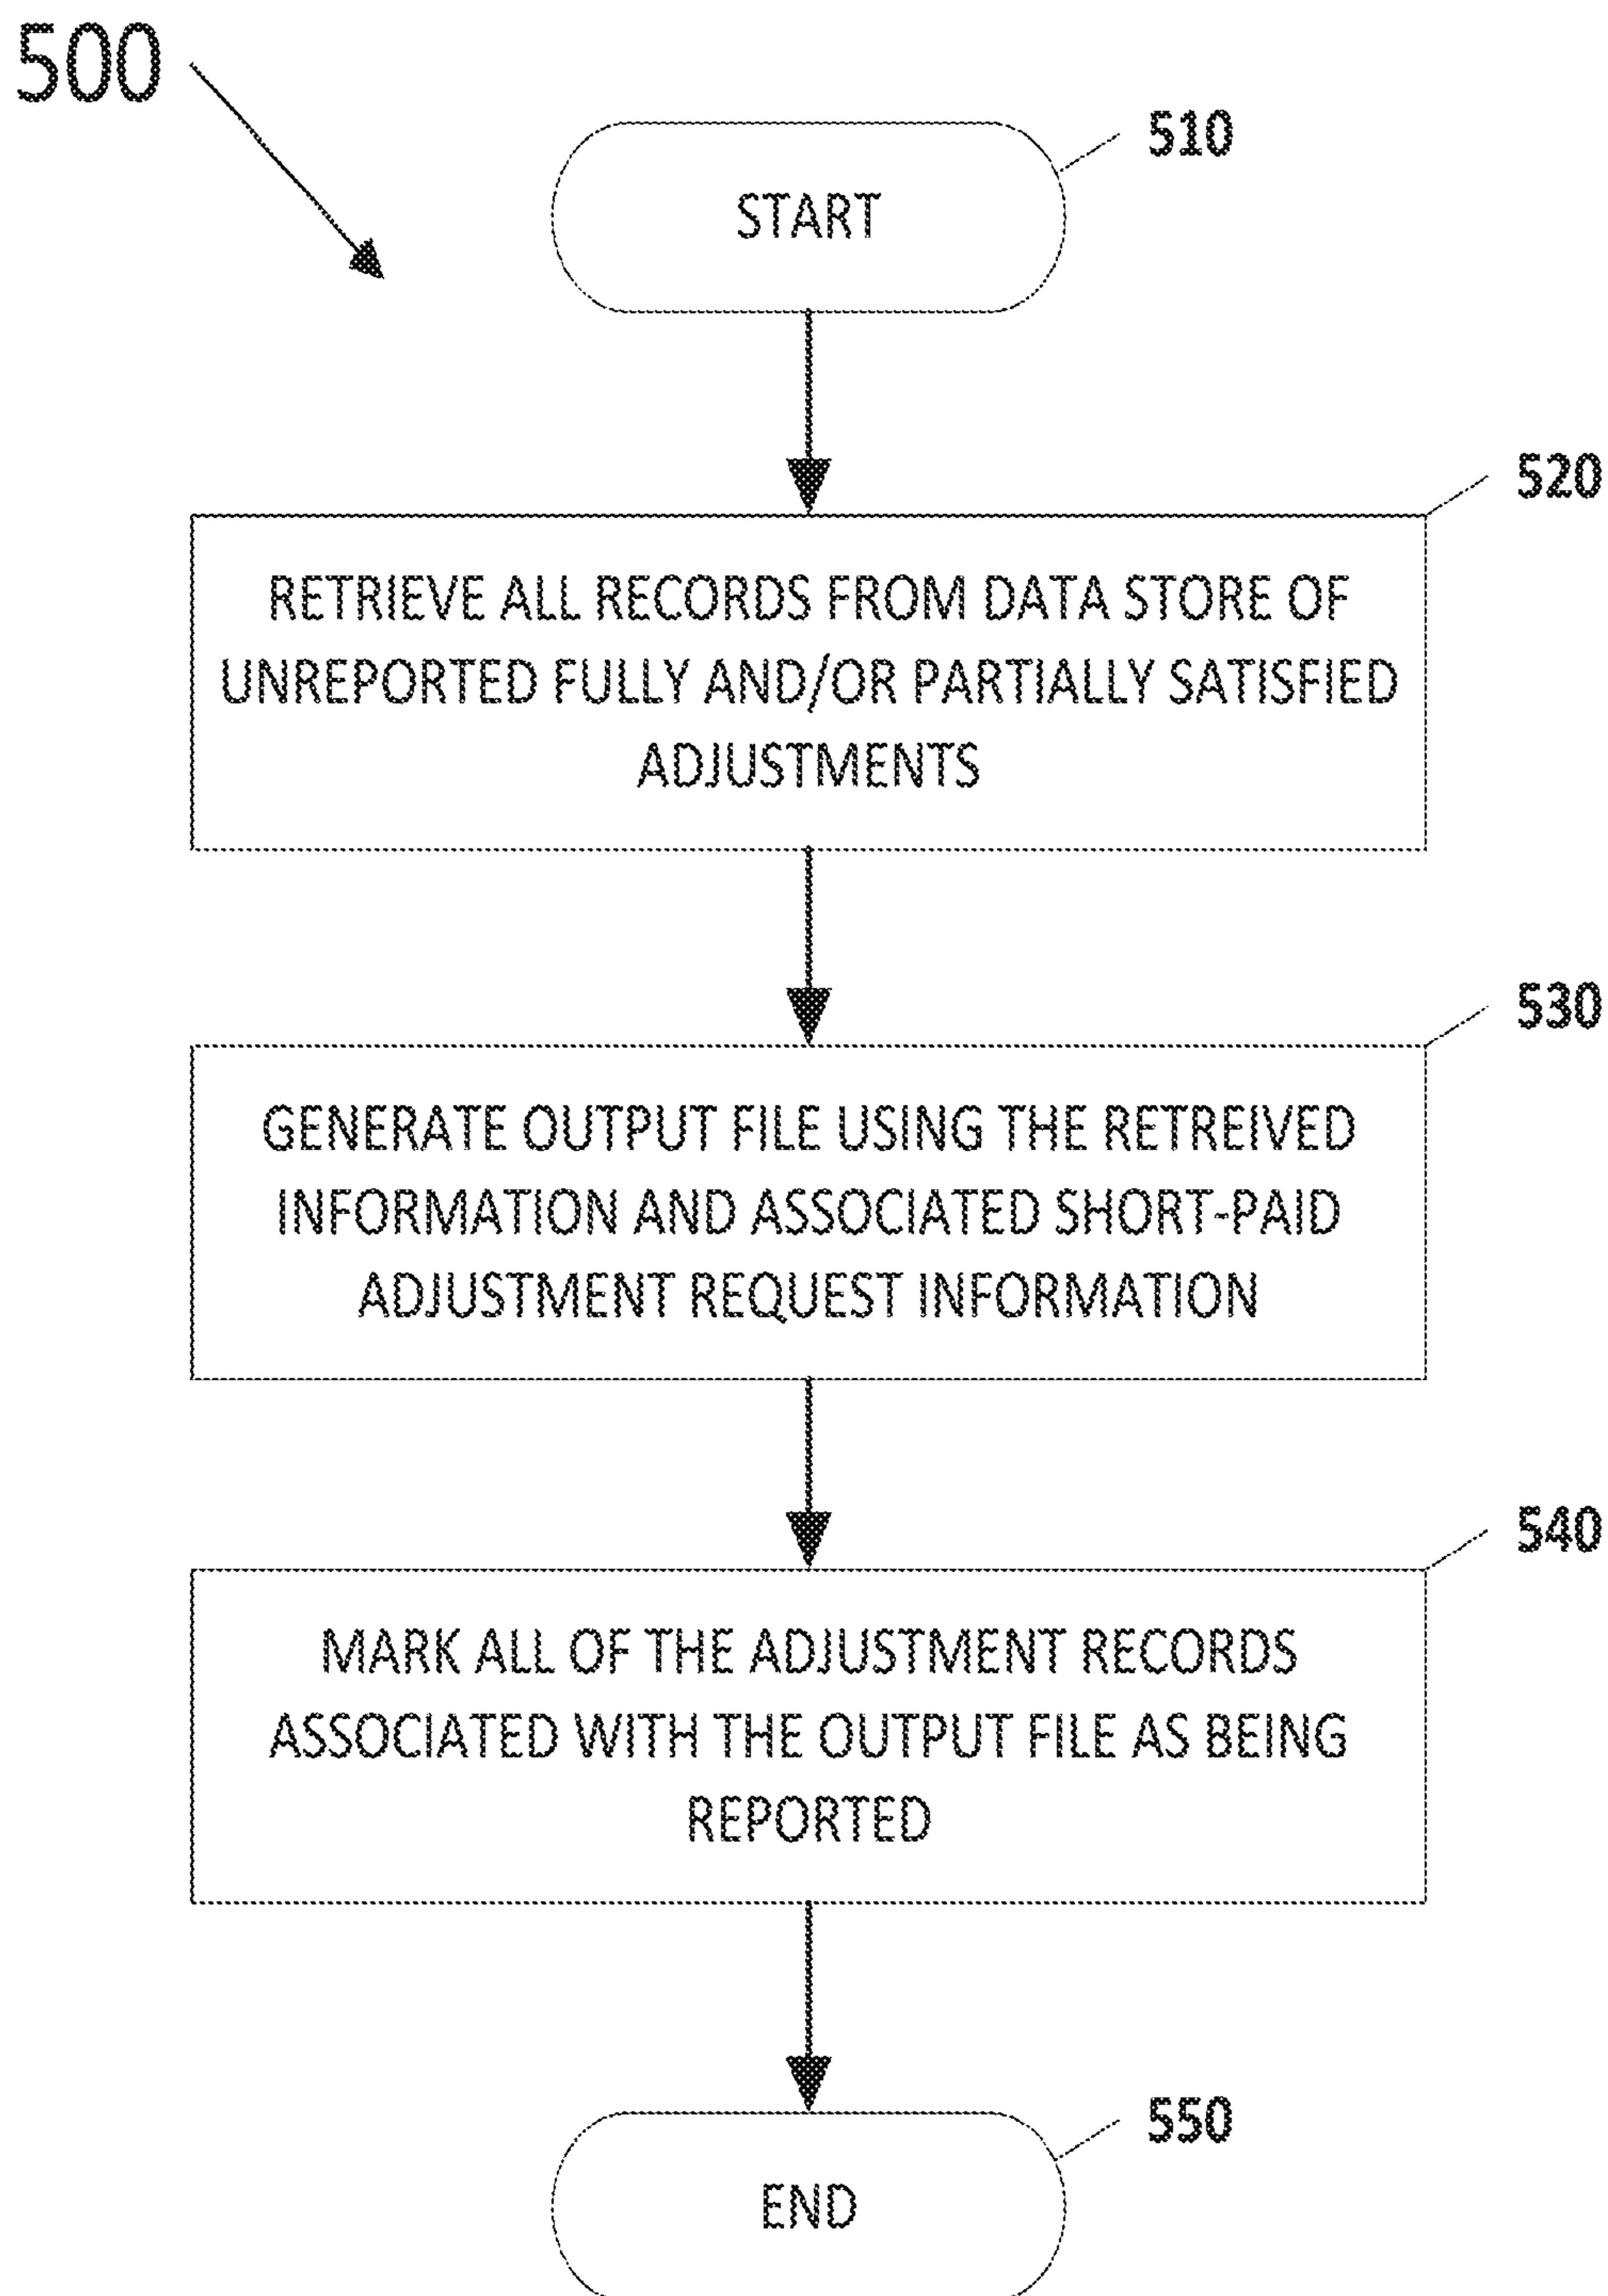 500
510
START
520
RETRIEVE ALL RECORDS FROM DATA STORE OF
UNREPORTED FULLY AND/OR PARTIALLY SATISFIED
ADJUSTMENTS
530
GENERATE OUTPUT FILE USING THE RETREIVED
INFORMATION AND ASSOCIATED SHORT-PAID
ADJUSTMENT REQUEST INFORMATION
540
MARK ALL OF THE ADJUSTMENT RECORDS
ASSOCIATED WITH THE OUTPUT FILE AS BEING
REPORTED
550
END